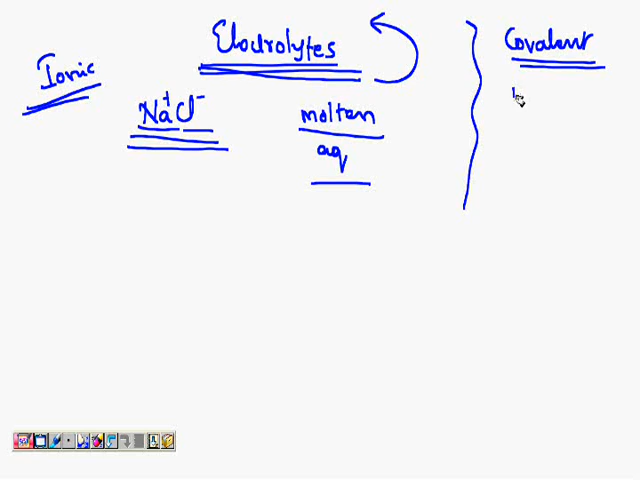 Electrolytes
Covalent
Ionic
Na⁺Cl⁻
molten
aq